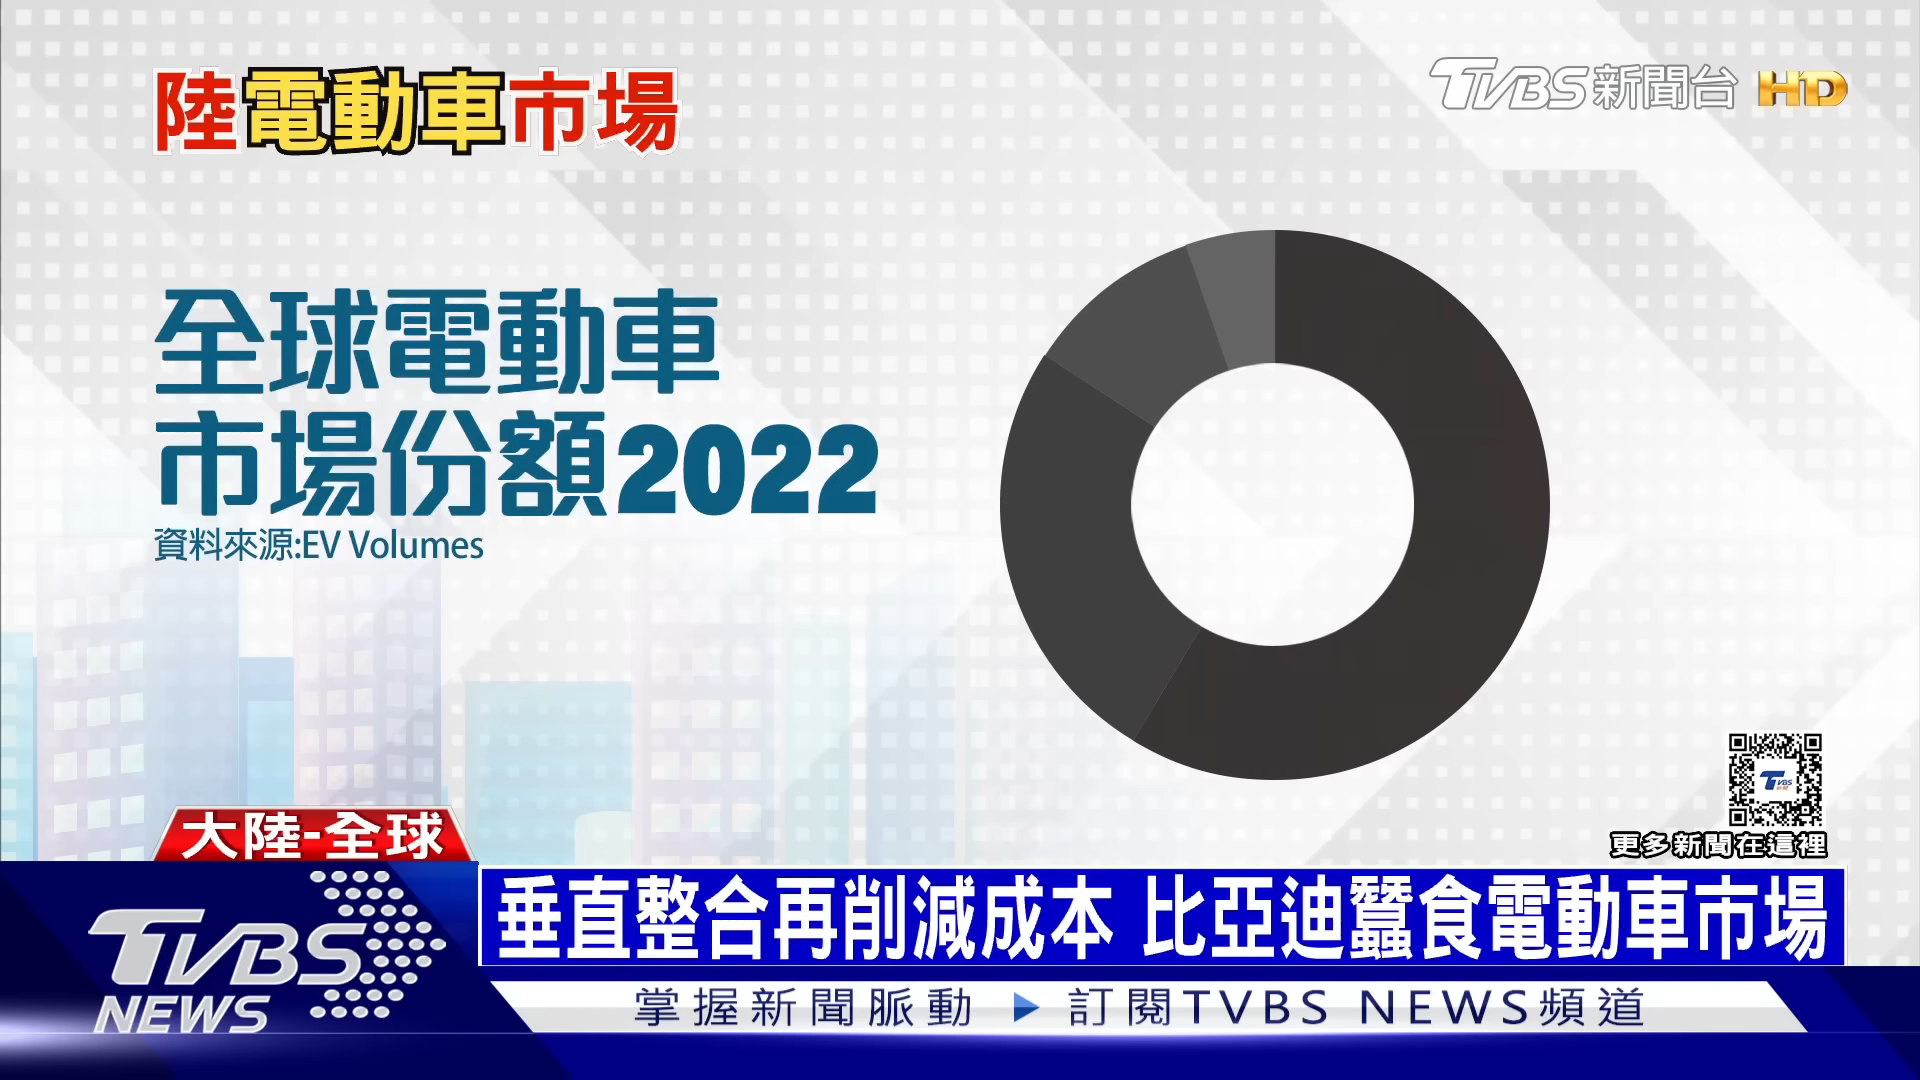 陸電動車市場
TVBS新聞台 HD
全球電動車
市場份額2022
資料來源:EV Volumes
TVBS
更多新聞在這裡
大陸-全球
垂直整合再削減成本 比亞迪蠶食電動車市場
TVBS
NEWS
掌握新聞脈動 ▶ 訂閱TVBS NEWS頻道